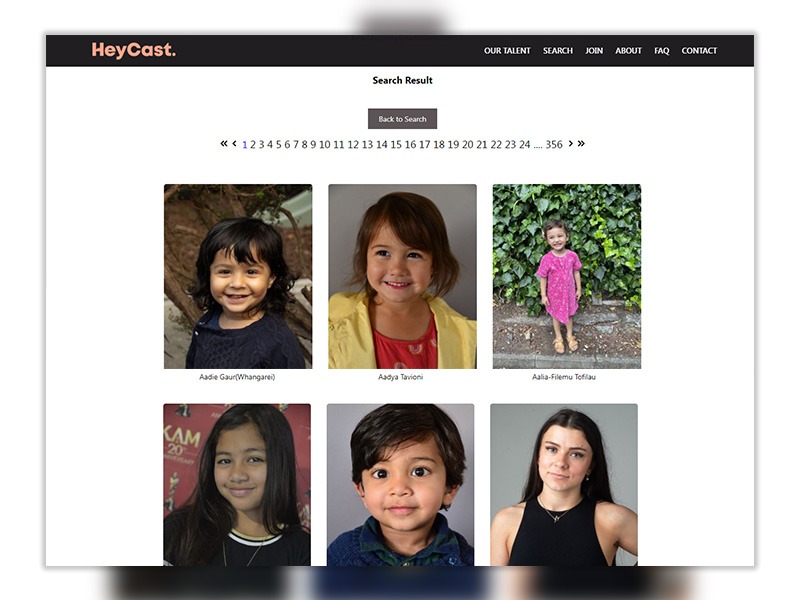 HeyCast.
OUR TALENT SEARCH JOIN ABOUT FAQ CONTACT
Search Result
Back to Search
« ‹ 1 2 3 4 5 6 7 8 9 10 11 12 13 14 15 16 17 18 19 20 21 22 23 24 .... 356 › »
Aadie Gaur(Whangarei)
Aadya Tavioni
Aalia-Filemu Tofilau
KAM
20